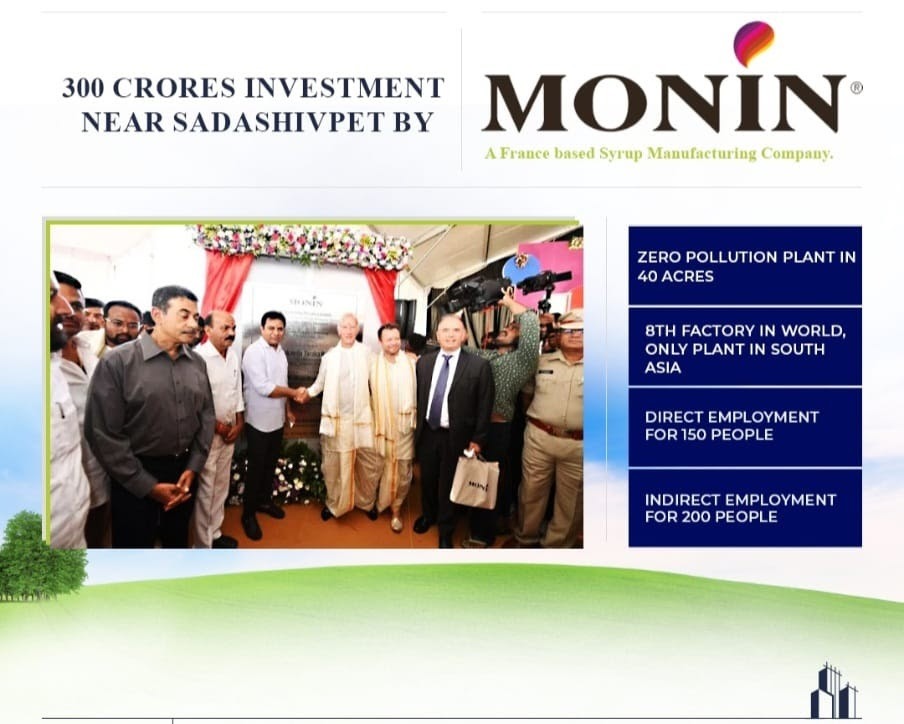 300 CRORES INVESTMENT
NEAR SADASHIVPET BY
MONIN®
A France based Syrup Manufacturing Company.
MONIN
ZERO POLLUTION PLANT IN
40 ACRES
8TH FACTORY IN WORLD,
ONLY PLANT IN SOUTH
ASIA
DIRECT EMPLOYMENT
FOR 150 PEOPLE
INDIRECT EMPLOYMENT
FOR 200 PEOPLE